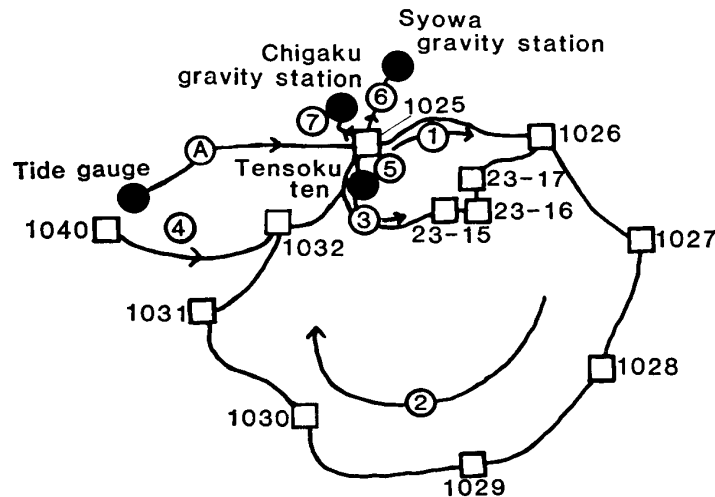 Syowa
gravity station
Chigaku
gravity station
6
7
1025
1
1026
A
5
Tensoku
ten
Tide gauge
23-17
23-16
23-15
3
1040
4
1032
1027
1031
1028
2
1030
1029